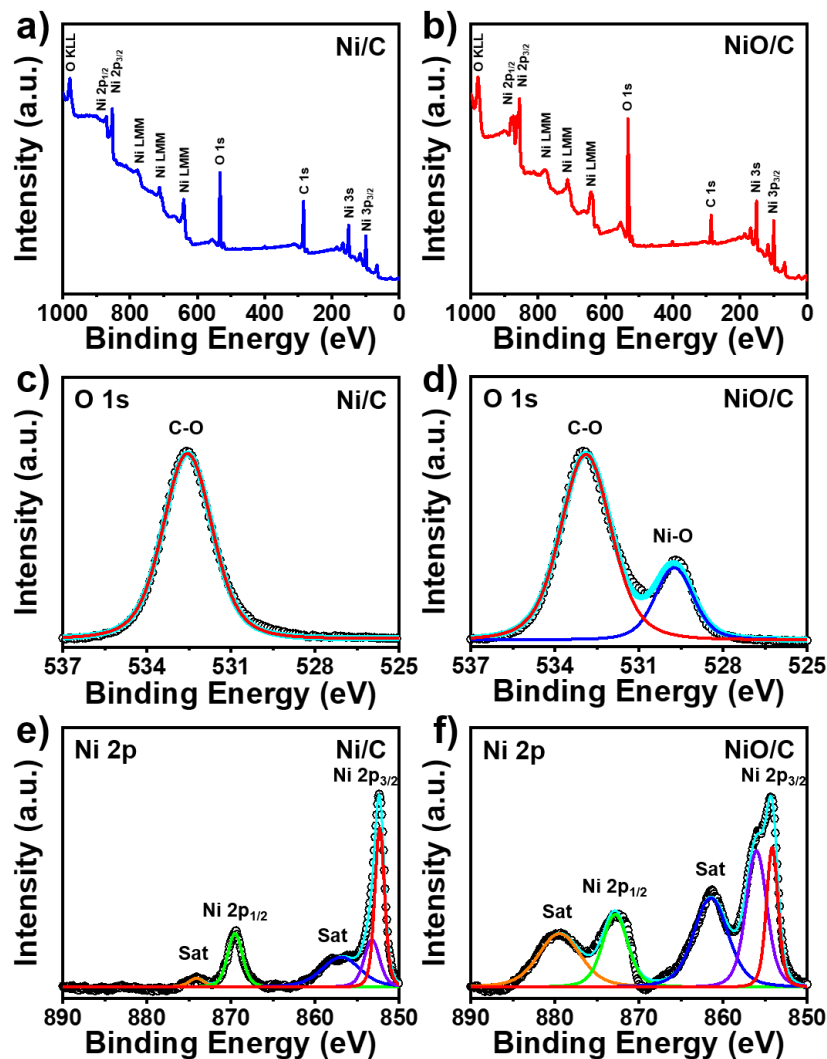 a) Ni/C
O KLL
Ni 2p1/2
Ni 2p3/2
Ni LMM
Ni LMM
Ni LMM
O 1s
C 1s
Ni 3s
Ni 3p3/2
Intensity (a.u.)
1000 800 600 400 200 0
Binding Energy (eV)
b) NiO/C
O KLL
Ni 2p1/2
Ni 2p3/2
Ni LMM
Ni LMM
Ni LMM
O 1s
C 1s
Ni 3s
Ni 3p3/2
Intensity (a.u.)
1000 800 600 400 200 0
Binding Energy (eV)
c) O 1s Ni/C
C-O
Intensity (a.u.)
537 534 531 528 525
Binding Energy (eV)
d) O 1s NiO/C
C-O
Ni-O
Intensity (a.u.)
537 534 531 528 525
Binding Energy (eV)
e) Ni 2p Ni/C
Ni 2p3/2
Ni 2p1/2
Sat
Sat
Intensity (a.u.)
890 880 870 860 850
Binding Energy (eV)
f) Ni 2p NiO/C
Ni 2p3/2
Sat
Ni 2p1/2
Sat
Intensity (a.u.)
890 880 870 860 850
Binding Energy (eV)